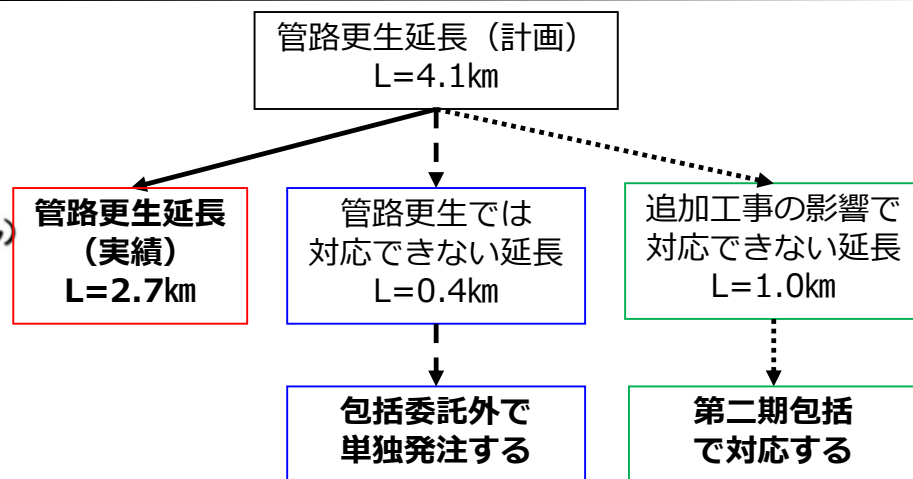 管路更生延長（計画）
L=4.1㎞
管路更生延長
（実績）
L=2.7㎞
管路更生では
対応できない延長
L=0.4㎞
追加工事の影響で
対応できない延長
L=1.0㎞
包括委託外で
単独発注する
第二期包括
で対応する